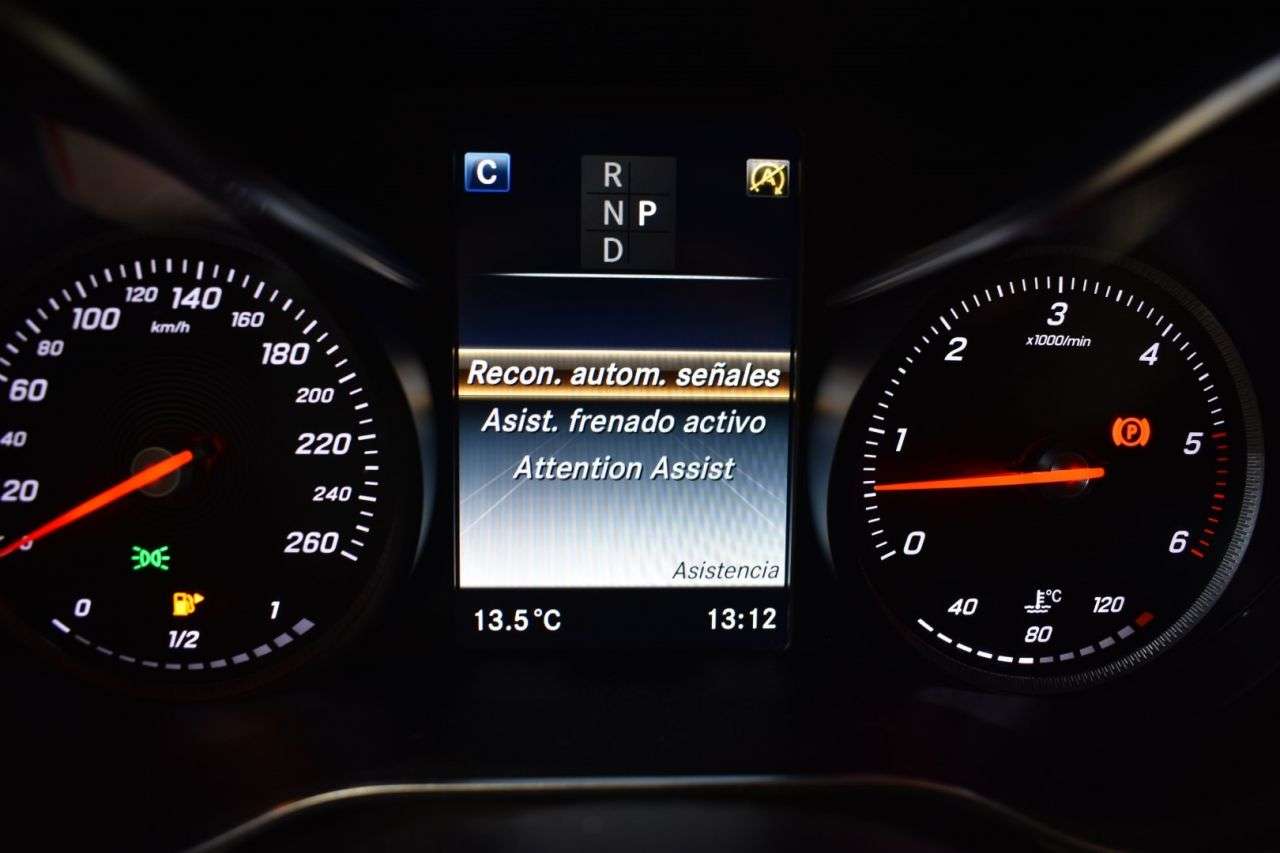 C
R
N P
D
A
Recon. autom. señales
Asist. frenado activo
Attention Assist
Asistencia
13.5°C
13:12
20
40
60
80
100
120
140
km/h
160
180
200
220
240
260
0
1/2
1
0
1
2
3
x1000/min
4
5
6
P
40
80
°C
120